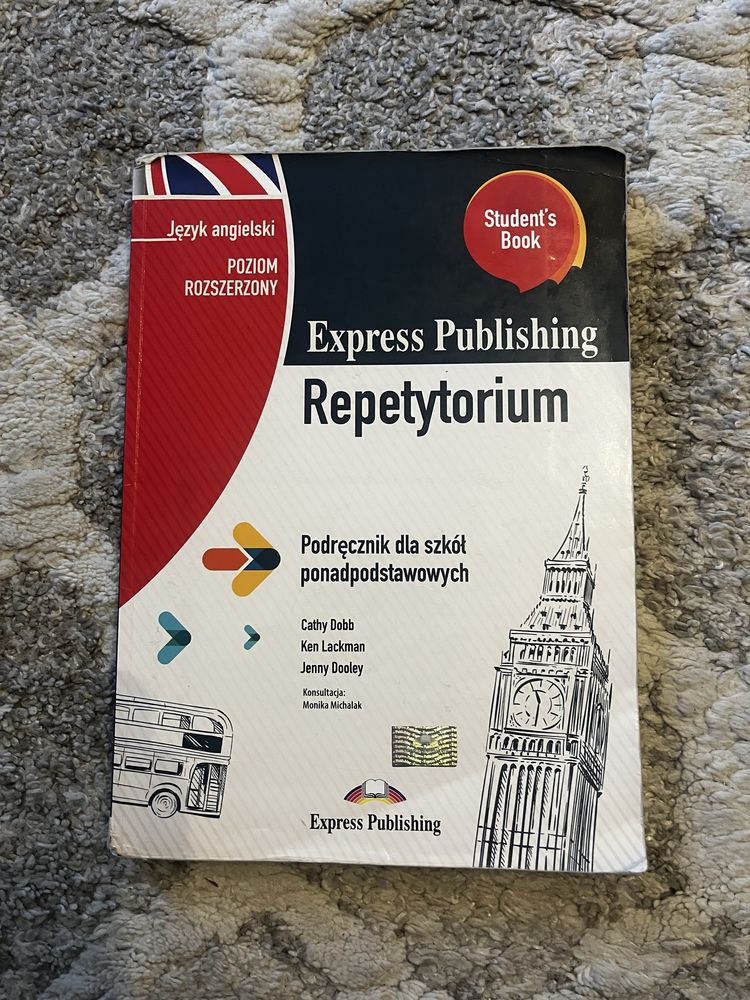 Język angielski
POZIOM
ROZSZERZONY
Student's
Book
Express Publishing
Repetytorium
Podręcznik dla szkół
ponadpodstawowych
Cathy Dobb
Ken Lackman
Jenny Dooley
Konsultacja:
Monika Michalak
Express Publishing